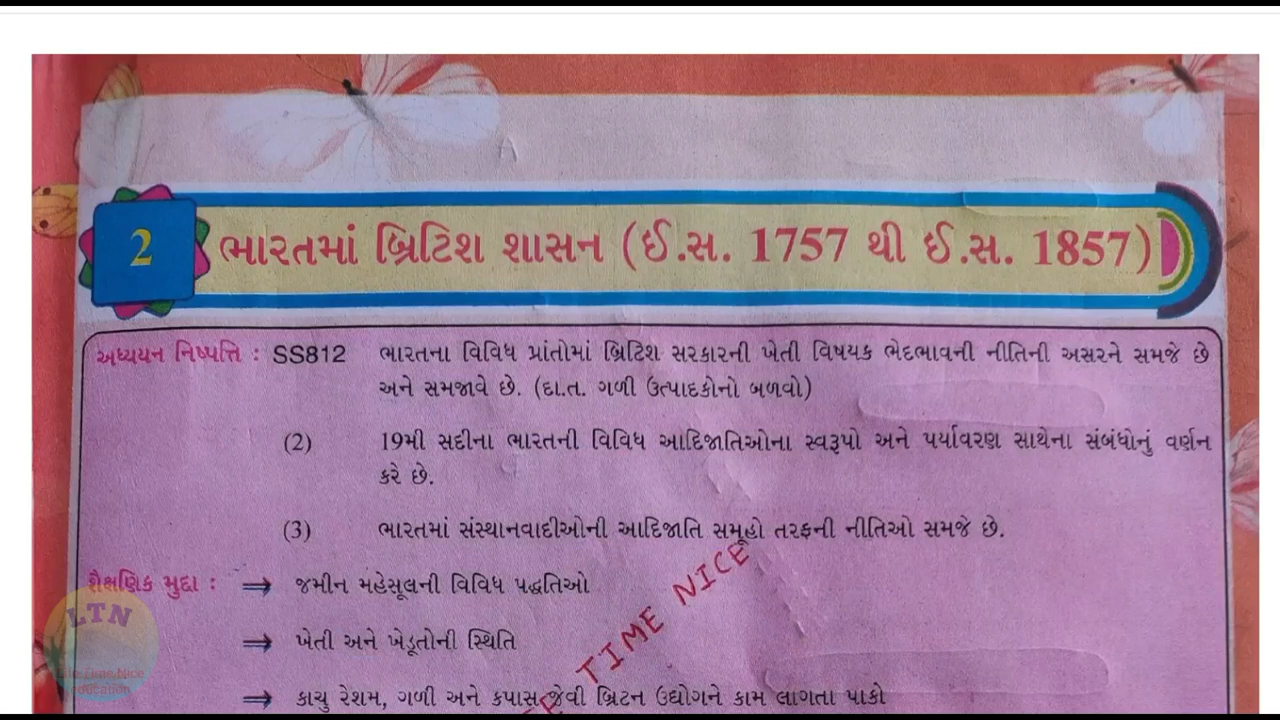 2
ભારતમાં બ્રિટિશ શાસન (ઈ.સ. 1757 થી ઈ.સ. 1857)
અધ્યયન નિષ્પત્તિ : SS812 ભારતના વિવિધ પ્રાંતોમાં બ્રિટિશ સરકારની ખેતી વિષયક ભેદભાવની નીતિની અસરને સમજે છે
અને સમજાવે છે. (દા.ત. ગળી ઉત્પાદકોનો બળવો)
(2) 19મી સદીના ભારતની વિવિધ આદિજાતિઓના સ્વરૂપો અને પર્યાવરણ સાથેના સંબંધોનું વર્ણન
કરે છે.
(3) ભારતમાં સંસ્થાનવાદીઓની આદિજાતિ સમૂહો તરફની નીતિઓ સમજે છે.
શૈક્ષણિક મુદ્દા : ⇒ જમીન મહેસૂલની વિવિધ પદ્ધતિઓ
⇒ ખેતી અને ખેડૂતોની સ્થિતિ
⇒ કાચુ રેશમ, ગળી અને કપાસ જેવી બ્રિટન ઉદ્યોગને કામ લાગતા પાકો
TIME NICE
LTN
Nice
education